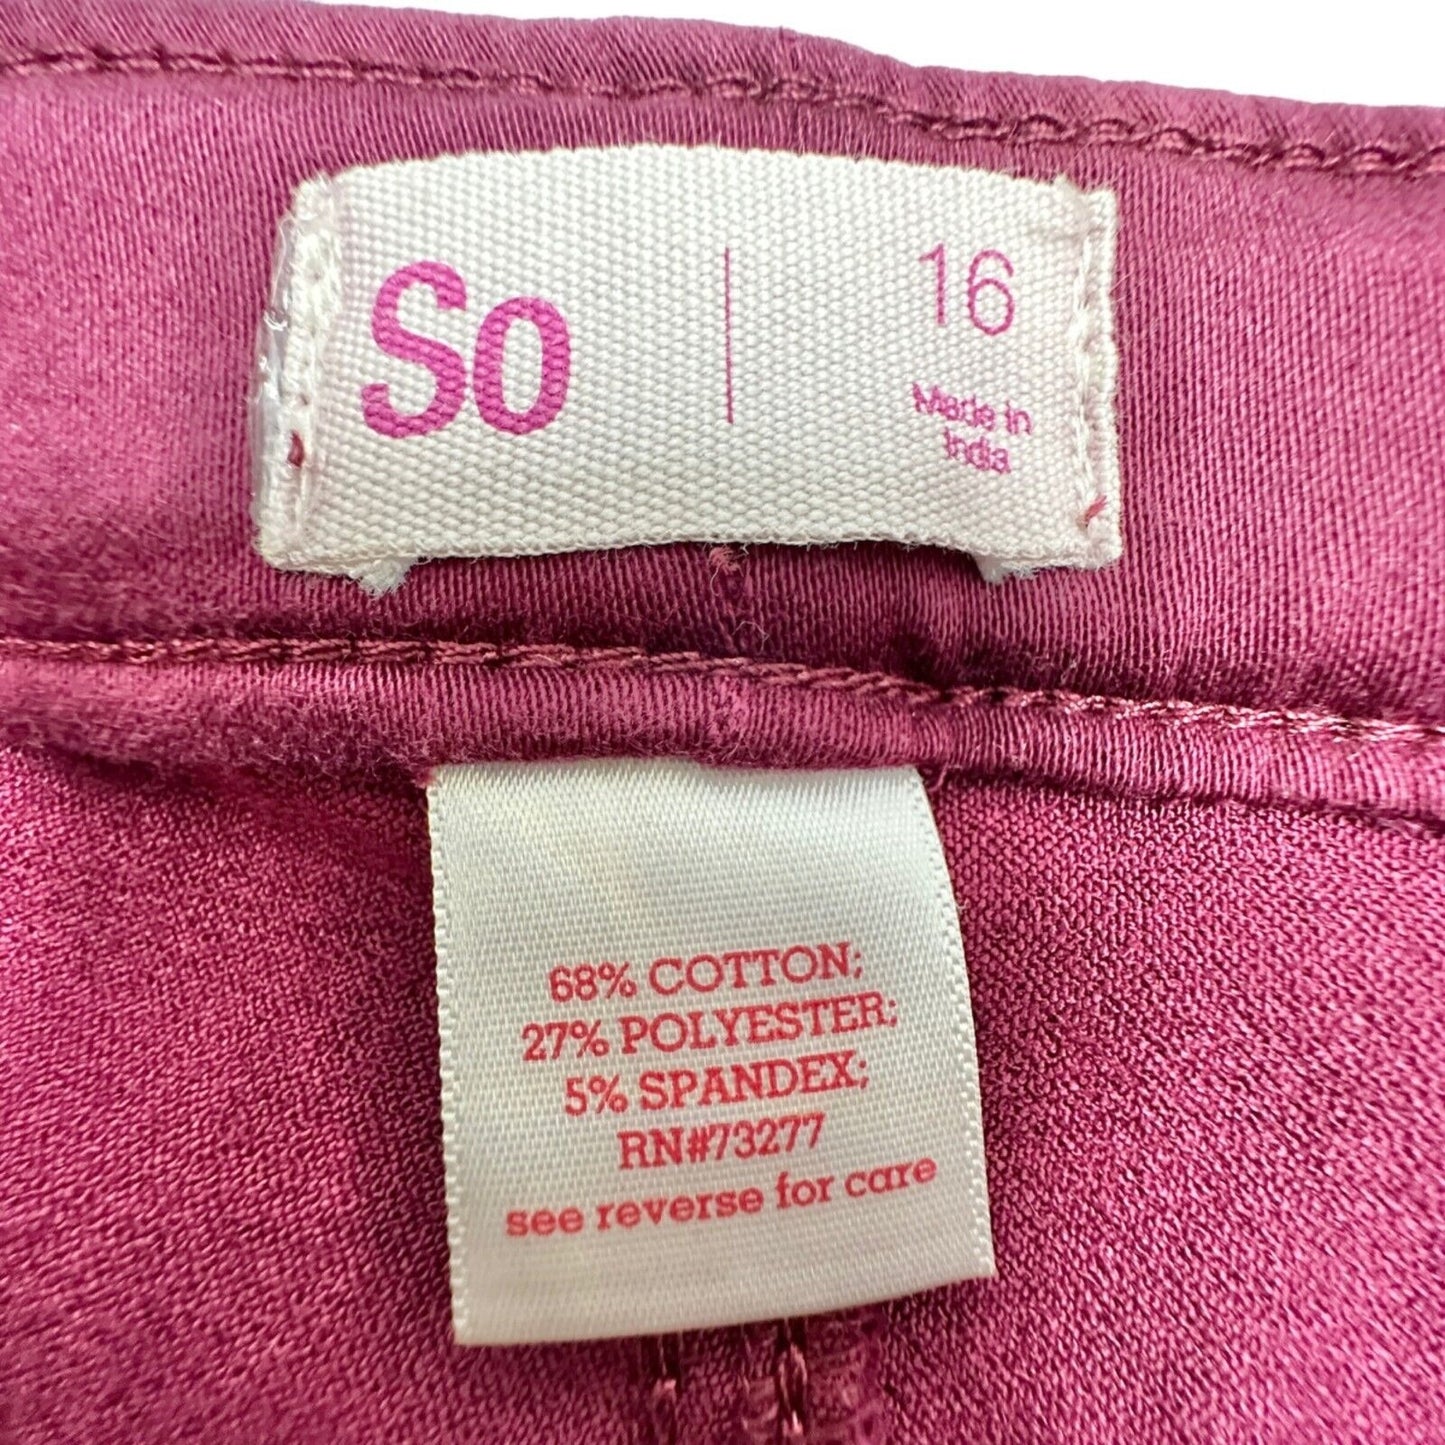 So
16
Made in
India
68% COTTON;
27% POLYESTER;
5% SPANDEX;
RN#73277
see reverse for care